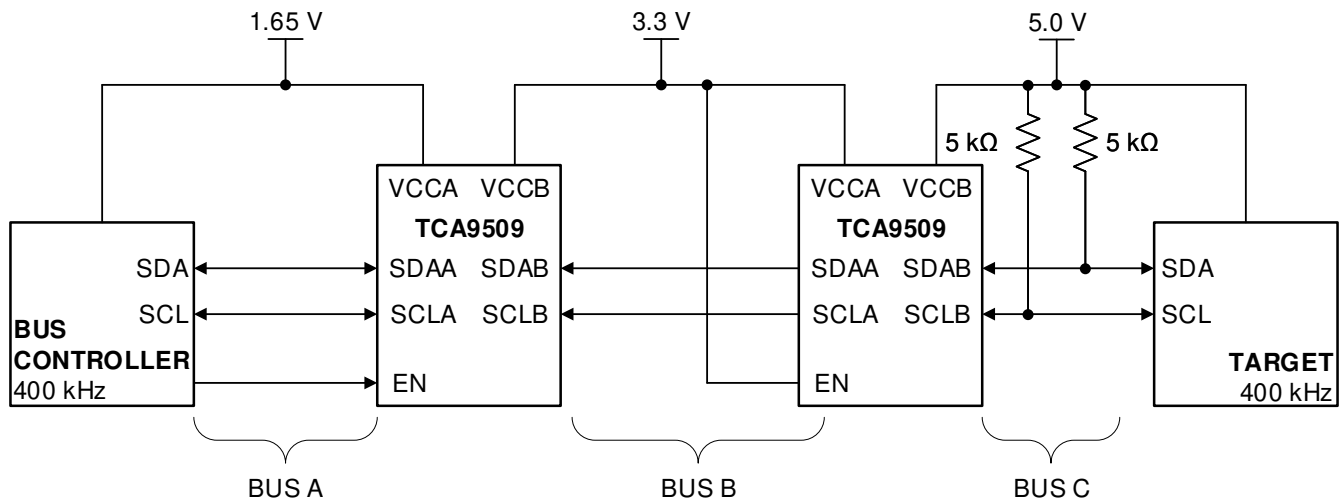 1.65 V
3.3 V
5.0 V
5 kΩ
5 kΩ
VCCA VCCB
TCA9509
VCCA VCCB
TCA9509
SDA
SDAA SDAB
SDAA SDAB
SDA
SCL
SCLA SCLB
SCLA SCLB
SCL
BUS
CONTROLLER
400 kHz
EN
EN
TARGET
400 kHz
BUS A
BUS B
BUS C